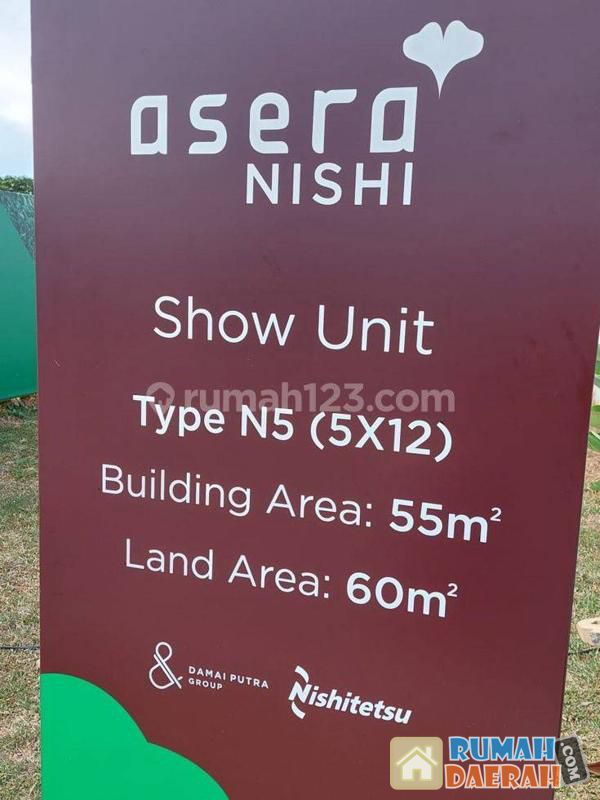 asera
NISHI
Show Unit
rumah123.com
Type N5 (5X12)
Building Area: 55m²
Land Area: 60m²
& DAMAI PUTRA
GROUP
Nishitetsu
RUMAH
DAERAH
.COM